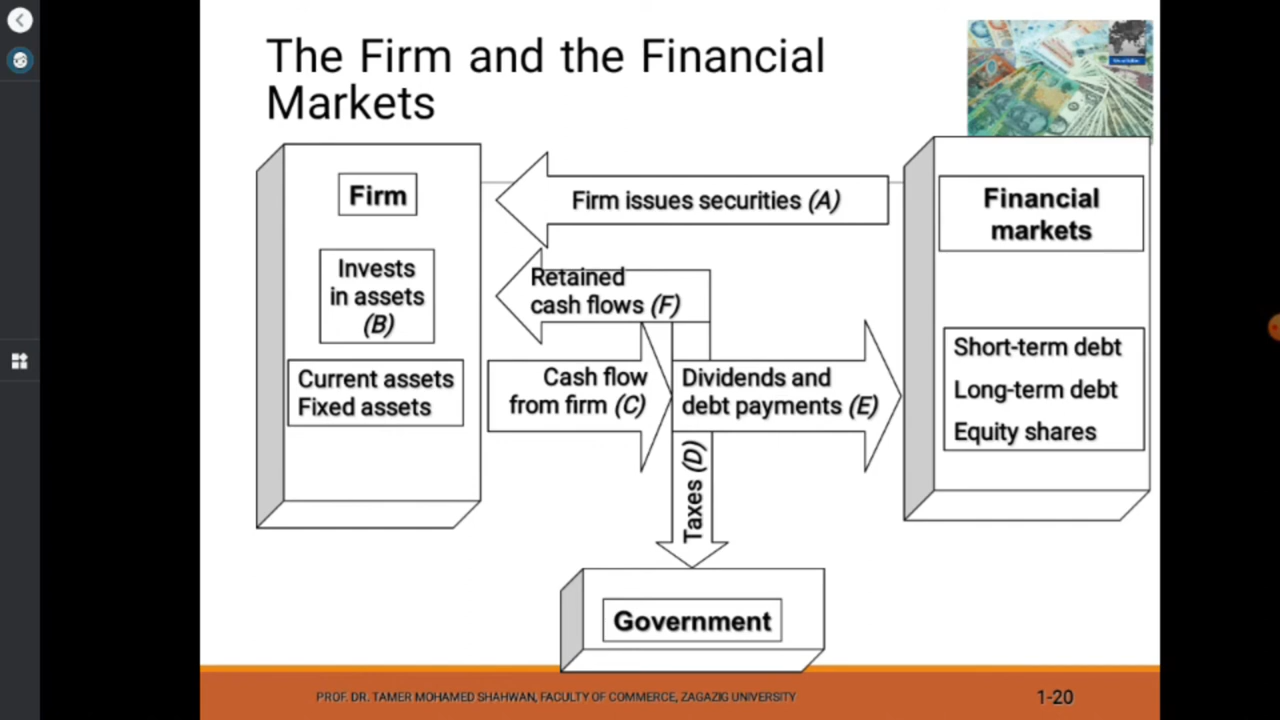 The Firm and the Financial
Markets
Firm
Firm issues securities (A)
Financial
markets
Invests
in assets
(B)
Retained
cash flows (F)
Current assets
Fixed assets
Cash flow
from firm (C)
Dividends and
debt payments (E)
Short-term debt
Long-term debt
Equity shares
Taxes (D)
Government
PROF. DR. TAMER MOHAMED SHAHWAN, FACULTY OF COMMERCE, ZAGAZIG UNIVERSITY
1-20